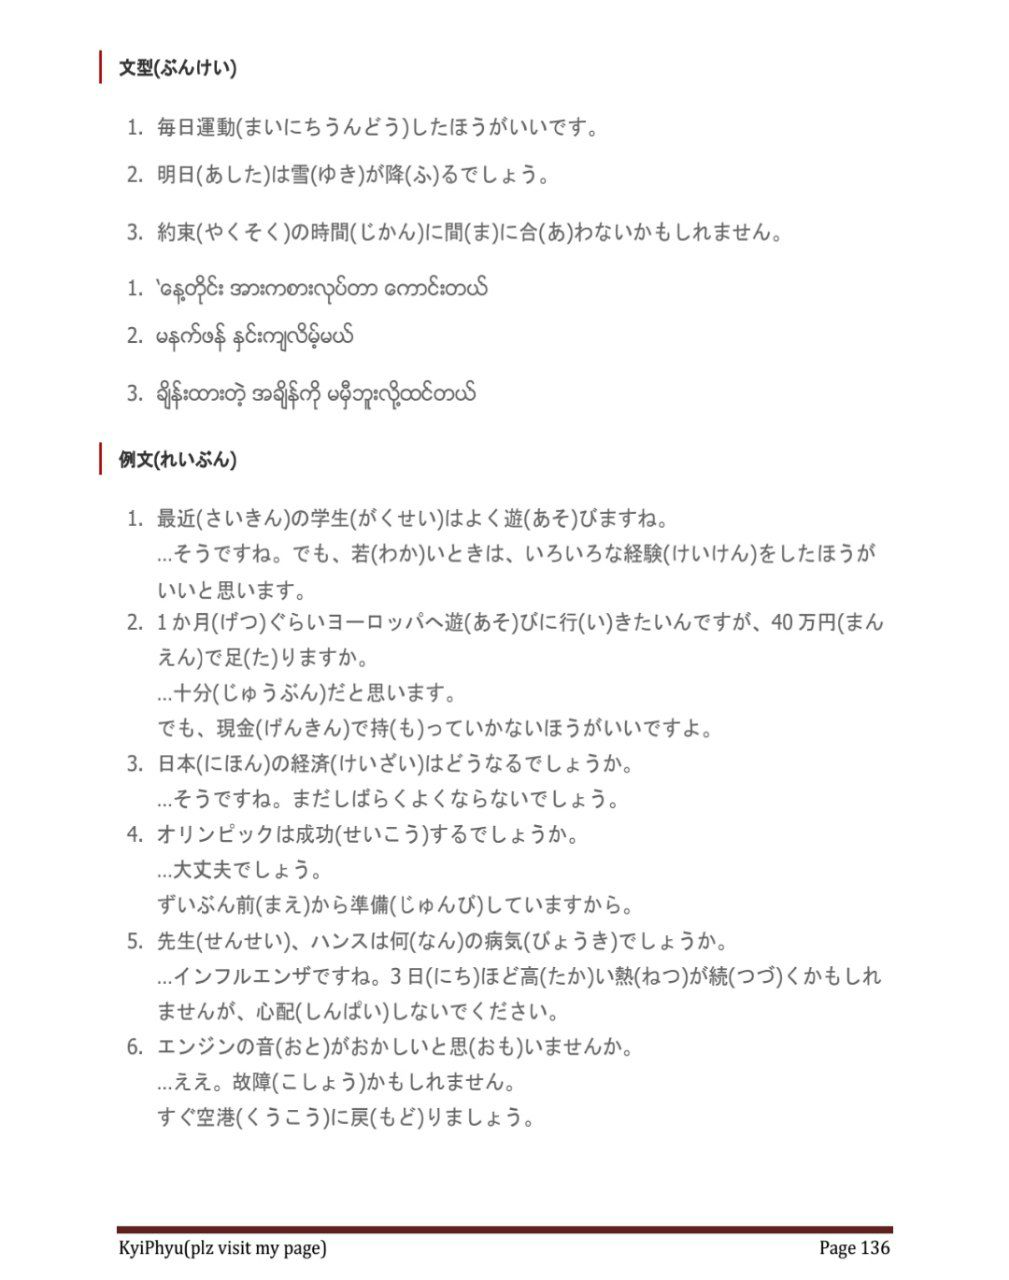 文型(ぶんけい)
1. 毎日運動(まいにちうんどう)したほうがいいです。
2. 明日(あした)は雪(ゆき)が降(ふ)るでしょう。
3. 約束(やくそく)の時間(じかん)に間(ま)に合(あ)わないかもしれません。
1. ‘နေ့တိုင်း အားကစားလုပ်တာ ကောင်းတယ်
2. မနက်ဖန် နှင်းကျလိမ့်မယ်
3. ချိန်းထားတဲ့ အချိန်ကို မမှီဘူးလို့ထင်တယ်
例文(れいぶん)
1. 最近(さいきん)の学生(がくせい)はよく遊(あそ)びますね。
…そうですね。でも、若(わか)いときは、いろいろな経験(けいけん)をしたほうが
いいと思います。
2. 1か月(げつ)ぐらいヨーロッパへ遊(あそ)びに行(い)きたいんですが、40万円(まん
えん)で足(た)りますか。
…十分(じゅうぶん)だと思います。
でも、現金(げんきん)で持(も)っていかないほうがいいですよ。
3. 日本(にほん)の経済(けいざい)はどうなるでしょうか。
…そうですね。まだしばらくよくならないでしょう。
4. オリンピックは成功(せいこう)するでしょうか。
…大丈夫でしょう。
ずいぶん前(まえ)から準備(じゅんび)していますから。
5. 先生(せんせい)、ハンスは何(なん)の病気(びょうき)でしょうか。
…インフルエンザですね。3日(にち)ほど高(たか)い熱(ねつ)が続(つづ)くかもしれ
ませんが、心配(しんぱい)しないでください。
6. エンジンの音(おと)がおかしいと思(おも)いませんか。
…ええ。故障(こしょう)かもしれません。
すぐ空港(くうこう)に戻(もど)りましょう。
KyiPhyu(plz visit my page) Page 136